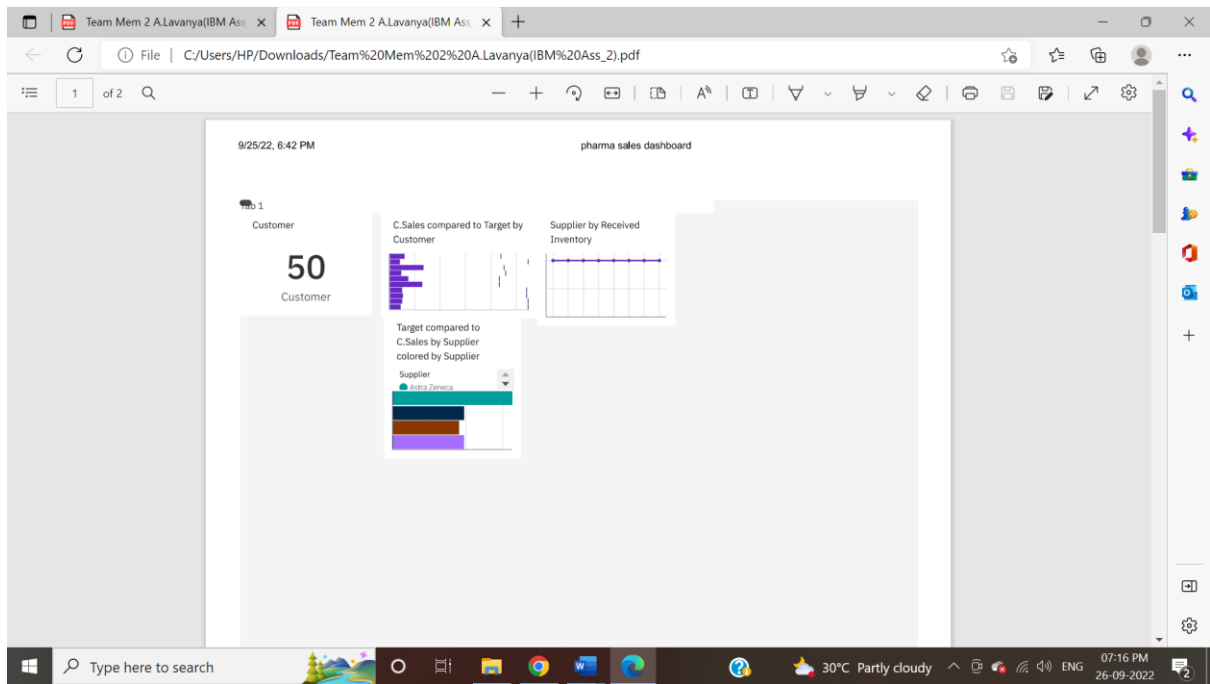 Team Mem 2 A.Lavanya(IBM Ass
Team Mem 2 A.Lavanya(IBM Ass
File | C:/Users/HP/Downloads/Team%20Mem%202%20A.Lavanya(IBM%20Ass_2).pdf
1 of 2
9/25/22, 6:42 PM
pharma sales dashboard
Tab 1
Customer
50
Customer
C.Sales compared to Target by
Customer
Supplier by Received
Inventory
Target compared to
C.Sales by Supplier
colored by Supplier
Supplier
Astra Zeneca
Type here to search
30°C Partly cloudy
ENG
07:16 PM
26-09-2022
2